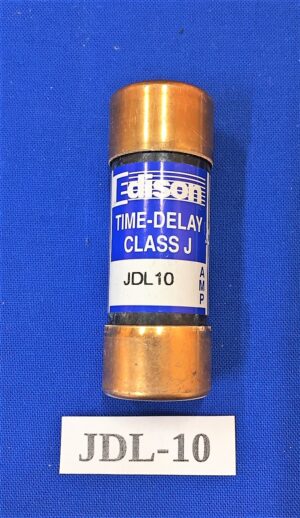 Edison
TIME-DELAY
CLASS J
JDL10
AMP
JDL-10